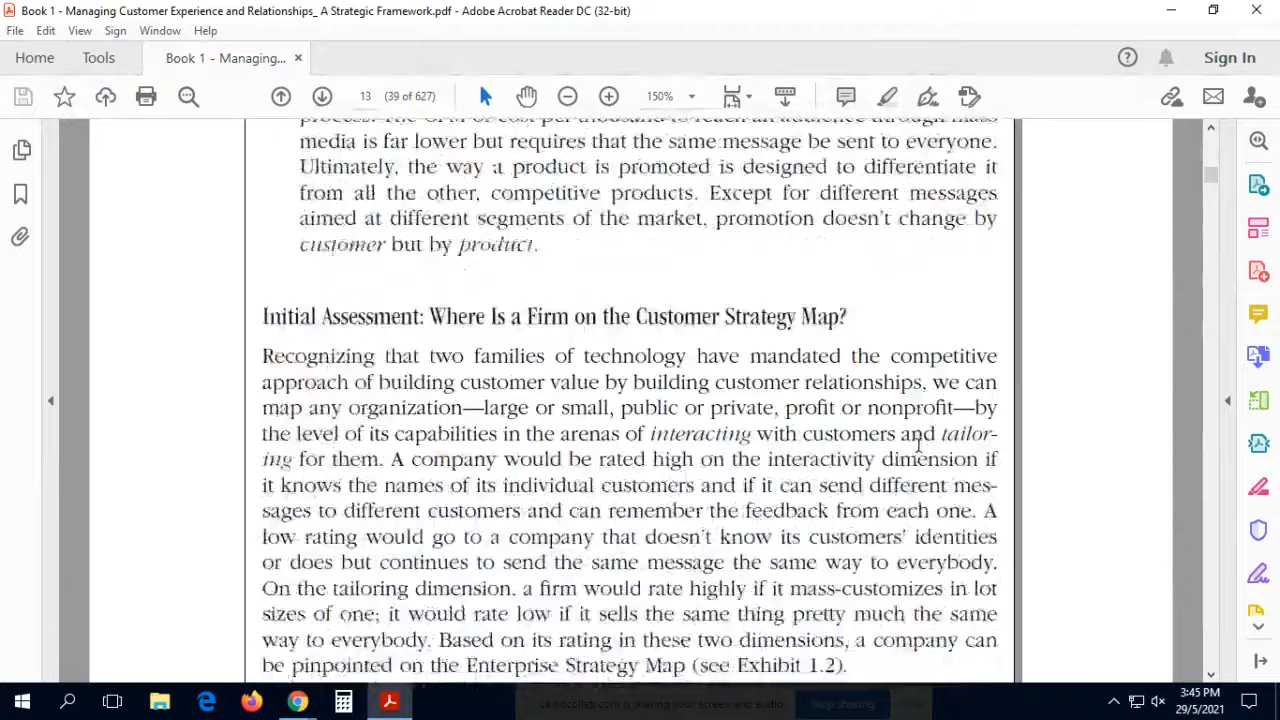 Book 1 - Managing Customer Experience and Relationships_ A Strategic Framework.pdf - Adobe Acrobat Reader DC (32-bit)
File Edit View Sign Window Help
Home Tools Book 1 - Managing... × Sign In
13 (39 of 627) 150%
media is far lower but requires that the same message be sent to everyone.
Ultimately, the way a product is promoted is designed to differentiate it
from all the other, competitive products. Except for different messages
aimed at different segments of the market, promotion doesn't change by
customer but by product.
Initial Assessment: Where Is a Firm on the Customer Strategy Map?
Recognizing that two families of technology have mandated the competitive
approach of building customer value by building customer relationships, we can
map any organization—large or small, public or private, profit or nonprofit—by
the level of its capabilities in the arenas of interacting with customers and tailor-
ing for them. A company would be rated high on the interactivity dimension if
it knows the names of its individual customers and if it can send different mes-
sages to different customers and can remember the feedback from each one. A
low rating would go to a company that doesn't know its customers' identities
or does but continues to send the same message the same way to everybody.
On the tailoring dimension, a firm would rate highly if it mass-customizes in lot
sizes of one; it would rate low if it sells the same thing pretty much the same
way to everybody. Based on its rating in these two dimensions, a company can
be pinpointed on the Enterprise Strategy Map (see Exhibit 1.2).
is sharing your screen and audio. Stop sharing
3:45 PM
29/5/2021